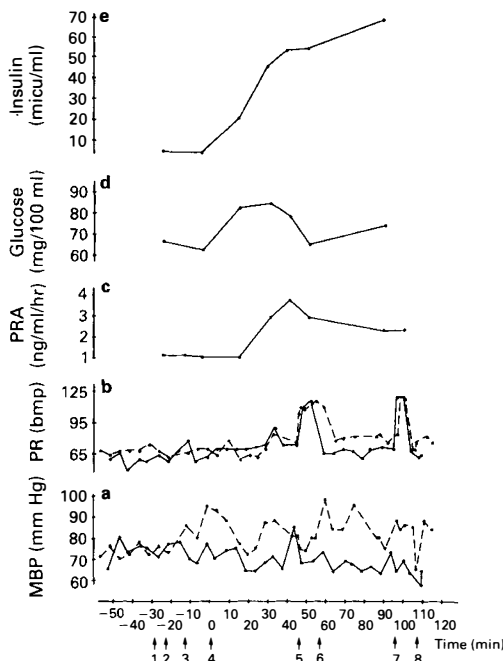 e
·Insulin
(micu/ml)
70
60
50
40
30
20
10
d
Glucose
(mg/100 ml)
90
80
70
60
c
PRA
(ng/ml/hr)
4
3
2
1
b
PR (bmp)
125
95
65
a
MBP (mm Hg)
100
90
80
70
60
−50 −30 −10 10 30 50 70 90 110
−40 −20 0 20 40 60 80 100 120
Time (min)
1 2 3 4 5 6 7 8